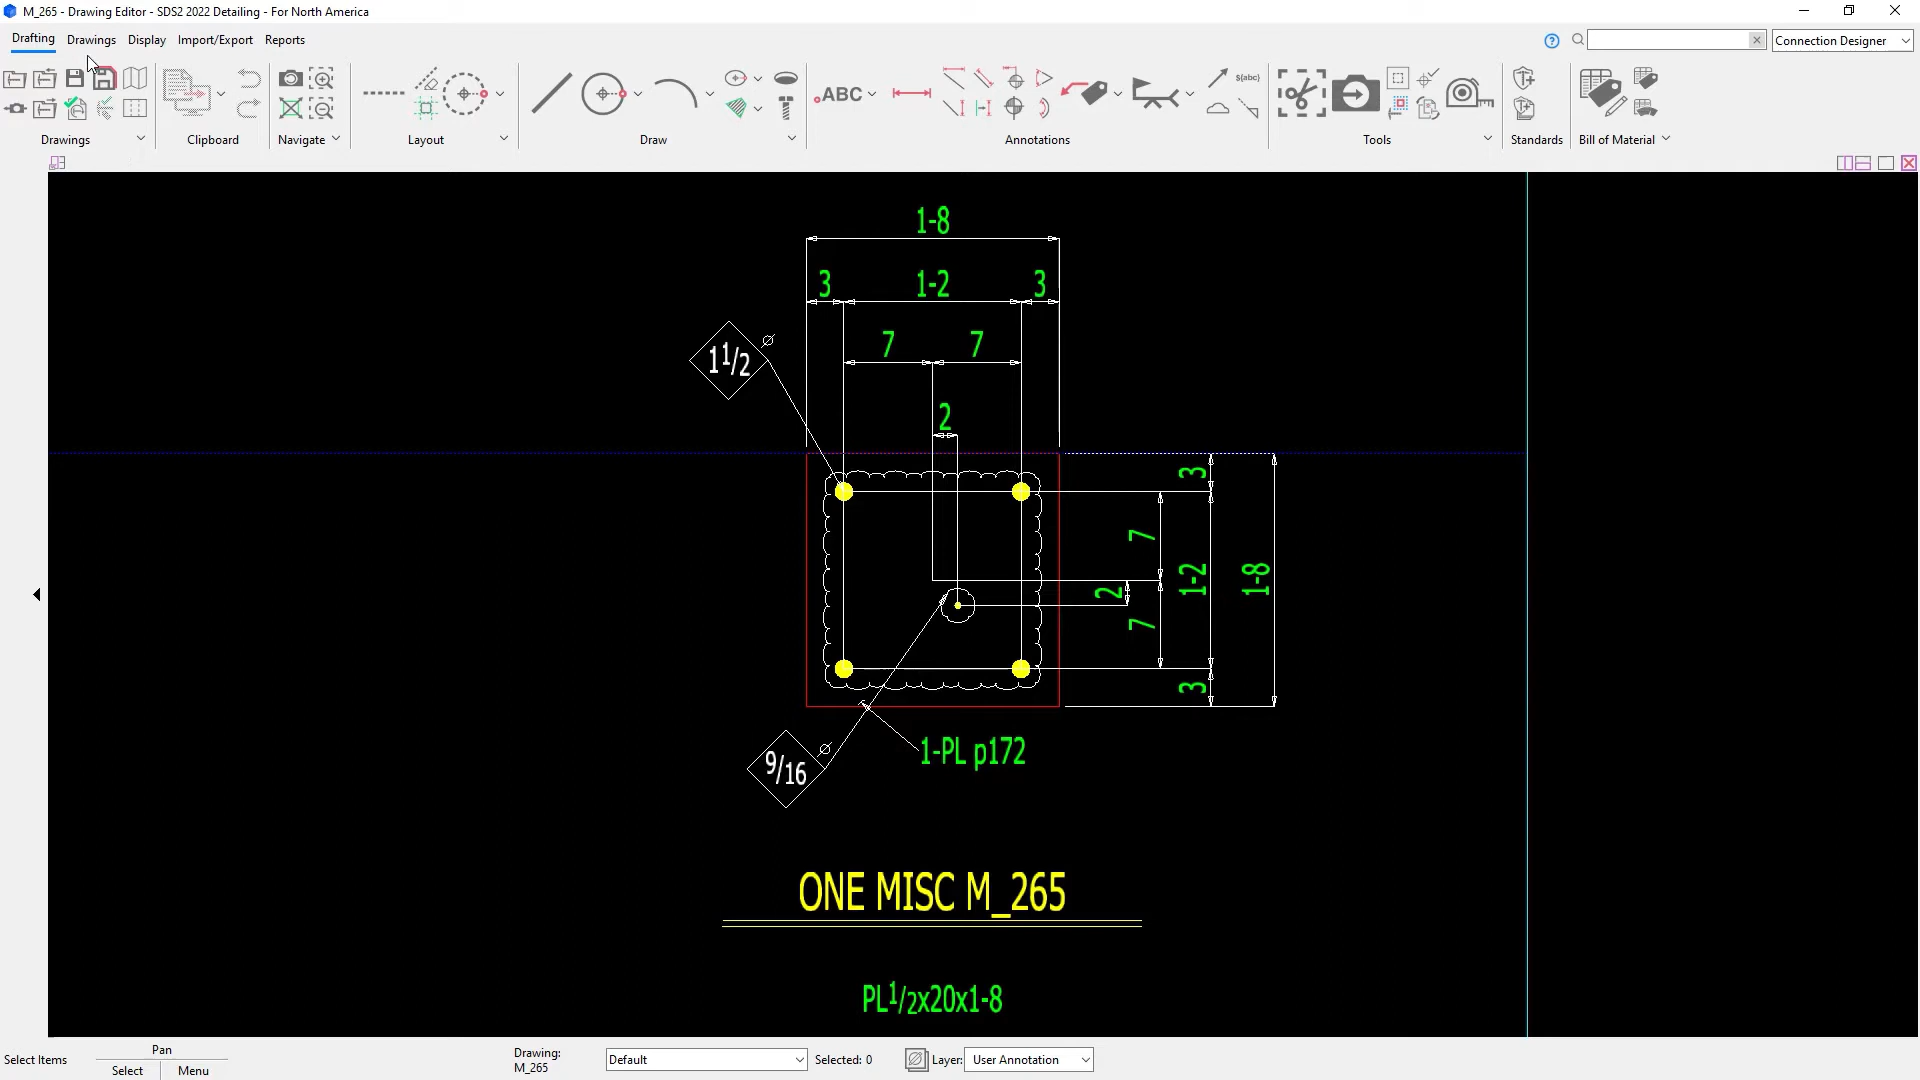 M_265 - Drawing Editor - SDS2 2022 Detailing - For North America
Drafting Drawings Display Import/Export Reports
Connection Designer
ABC
$(abc)
Drawings Clipboard Navigate Layout Draw Annotations Tools Standards Bill of Material
1-8
3 1-2 3
7 7
1 1/2 ⌀
2
3
7
1-2
1-8
2
7
3
9/16 ⌀
1-PL p172
ONE MISC M_265
PL1/2x20x1-8
Select Items
Pan
Select Menu
Drawing:
M_265
Default
Selected: 0
Layer: User Annotation